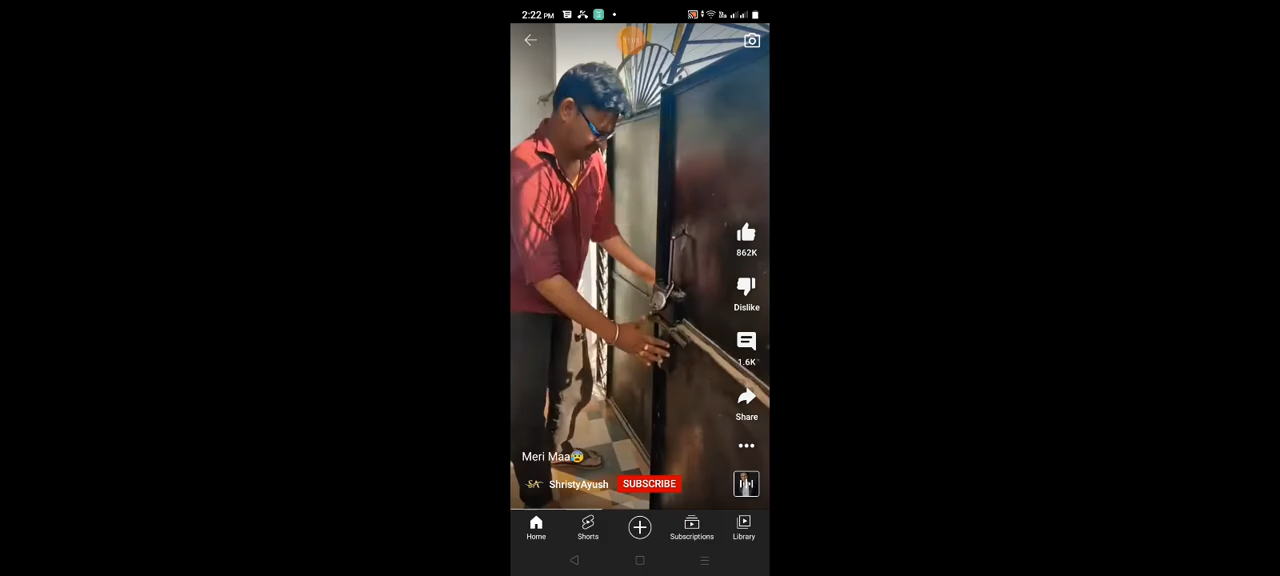 2:22 PM
862K
Dislike
1.6K
Share
Meri Maa😰
SA ShristyAyush SUBSCRIBE
Home Shorts Subscriptions Library